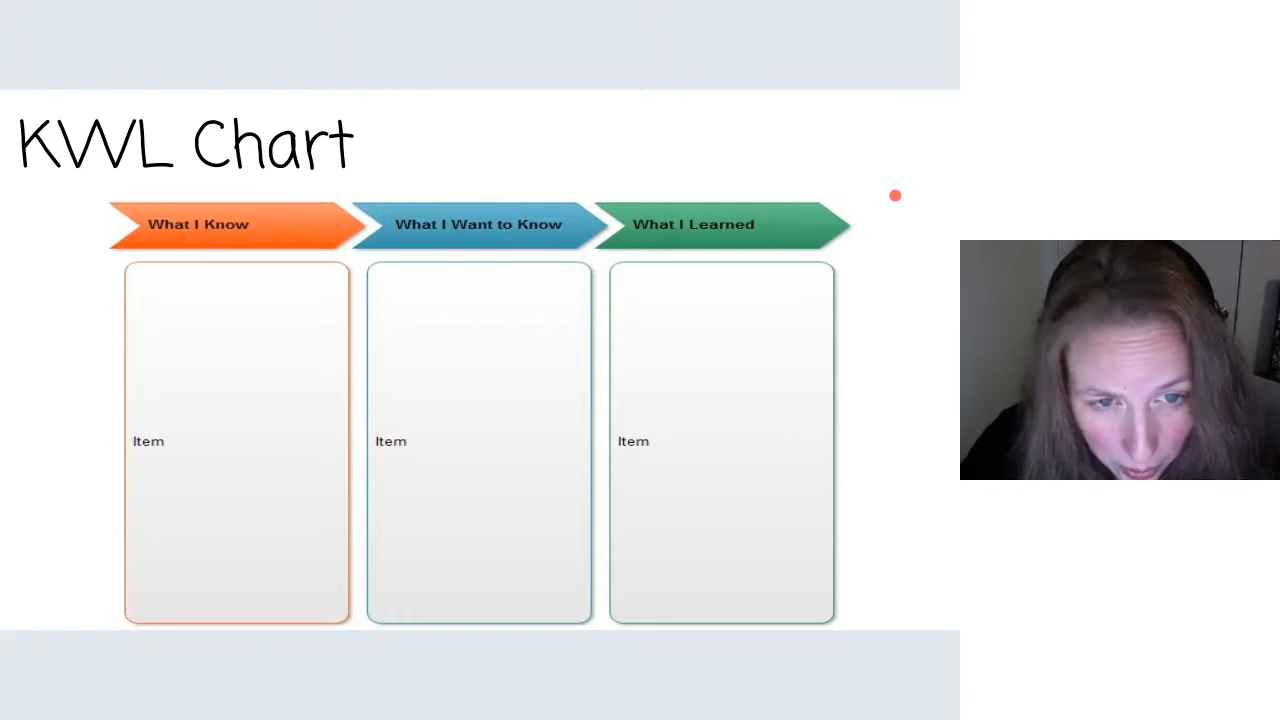 KWL Chart
What I Know
What I Want to Know
What I Learned
Item
Item
Item